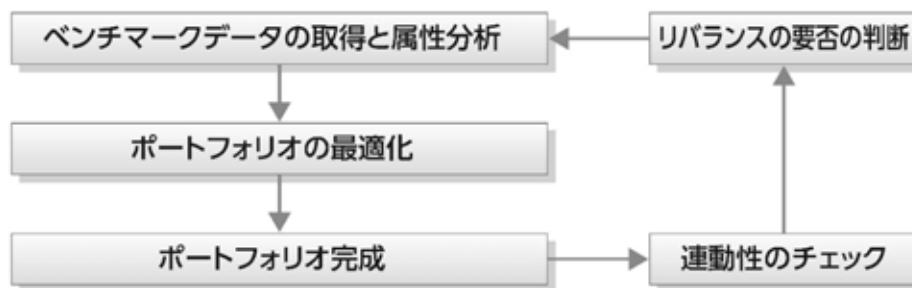 ベンチマークデータの取得と属性分析
リバランスの要否の判断
ポートフォリオの最適化
ポートフォリオ完成
連動性のチェック